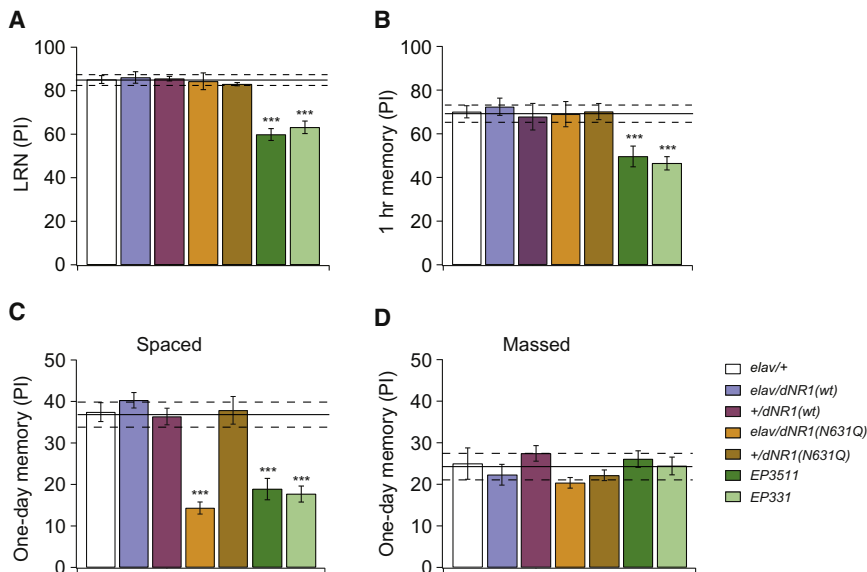 A
100
80
60
40
20
0
LRN (PI)
***
***
B
100
80
60
40
20
0
1 hr memory (PI)
***
***
C
Spaced
50
40
30
20
10
0
One-day memory (PI)
***
***
***
D
Massed
50
40
30
20
10
0
One-day memory (PI)
elav/+
elav/dNR1(wt)
+/dNR1(wt)
elav/dNR1(N631Q)
+/dNR1(N631Q)
EP3511
EP331